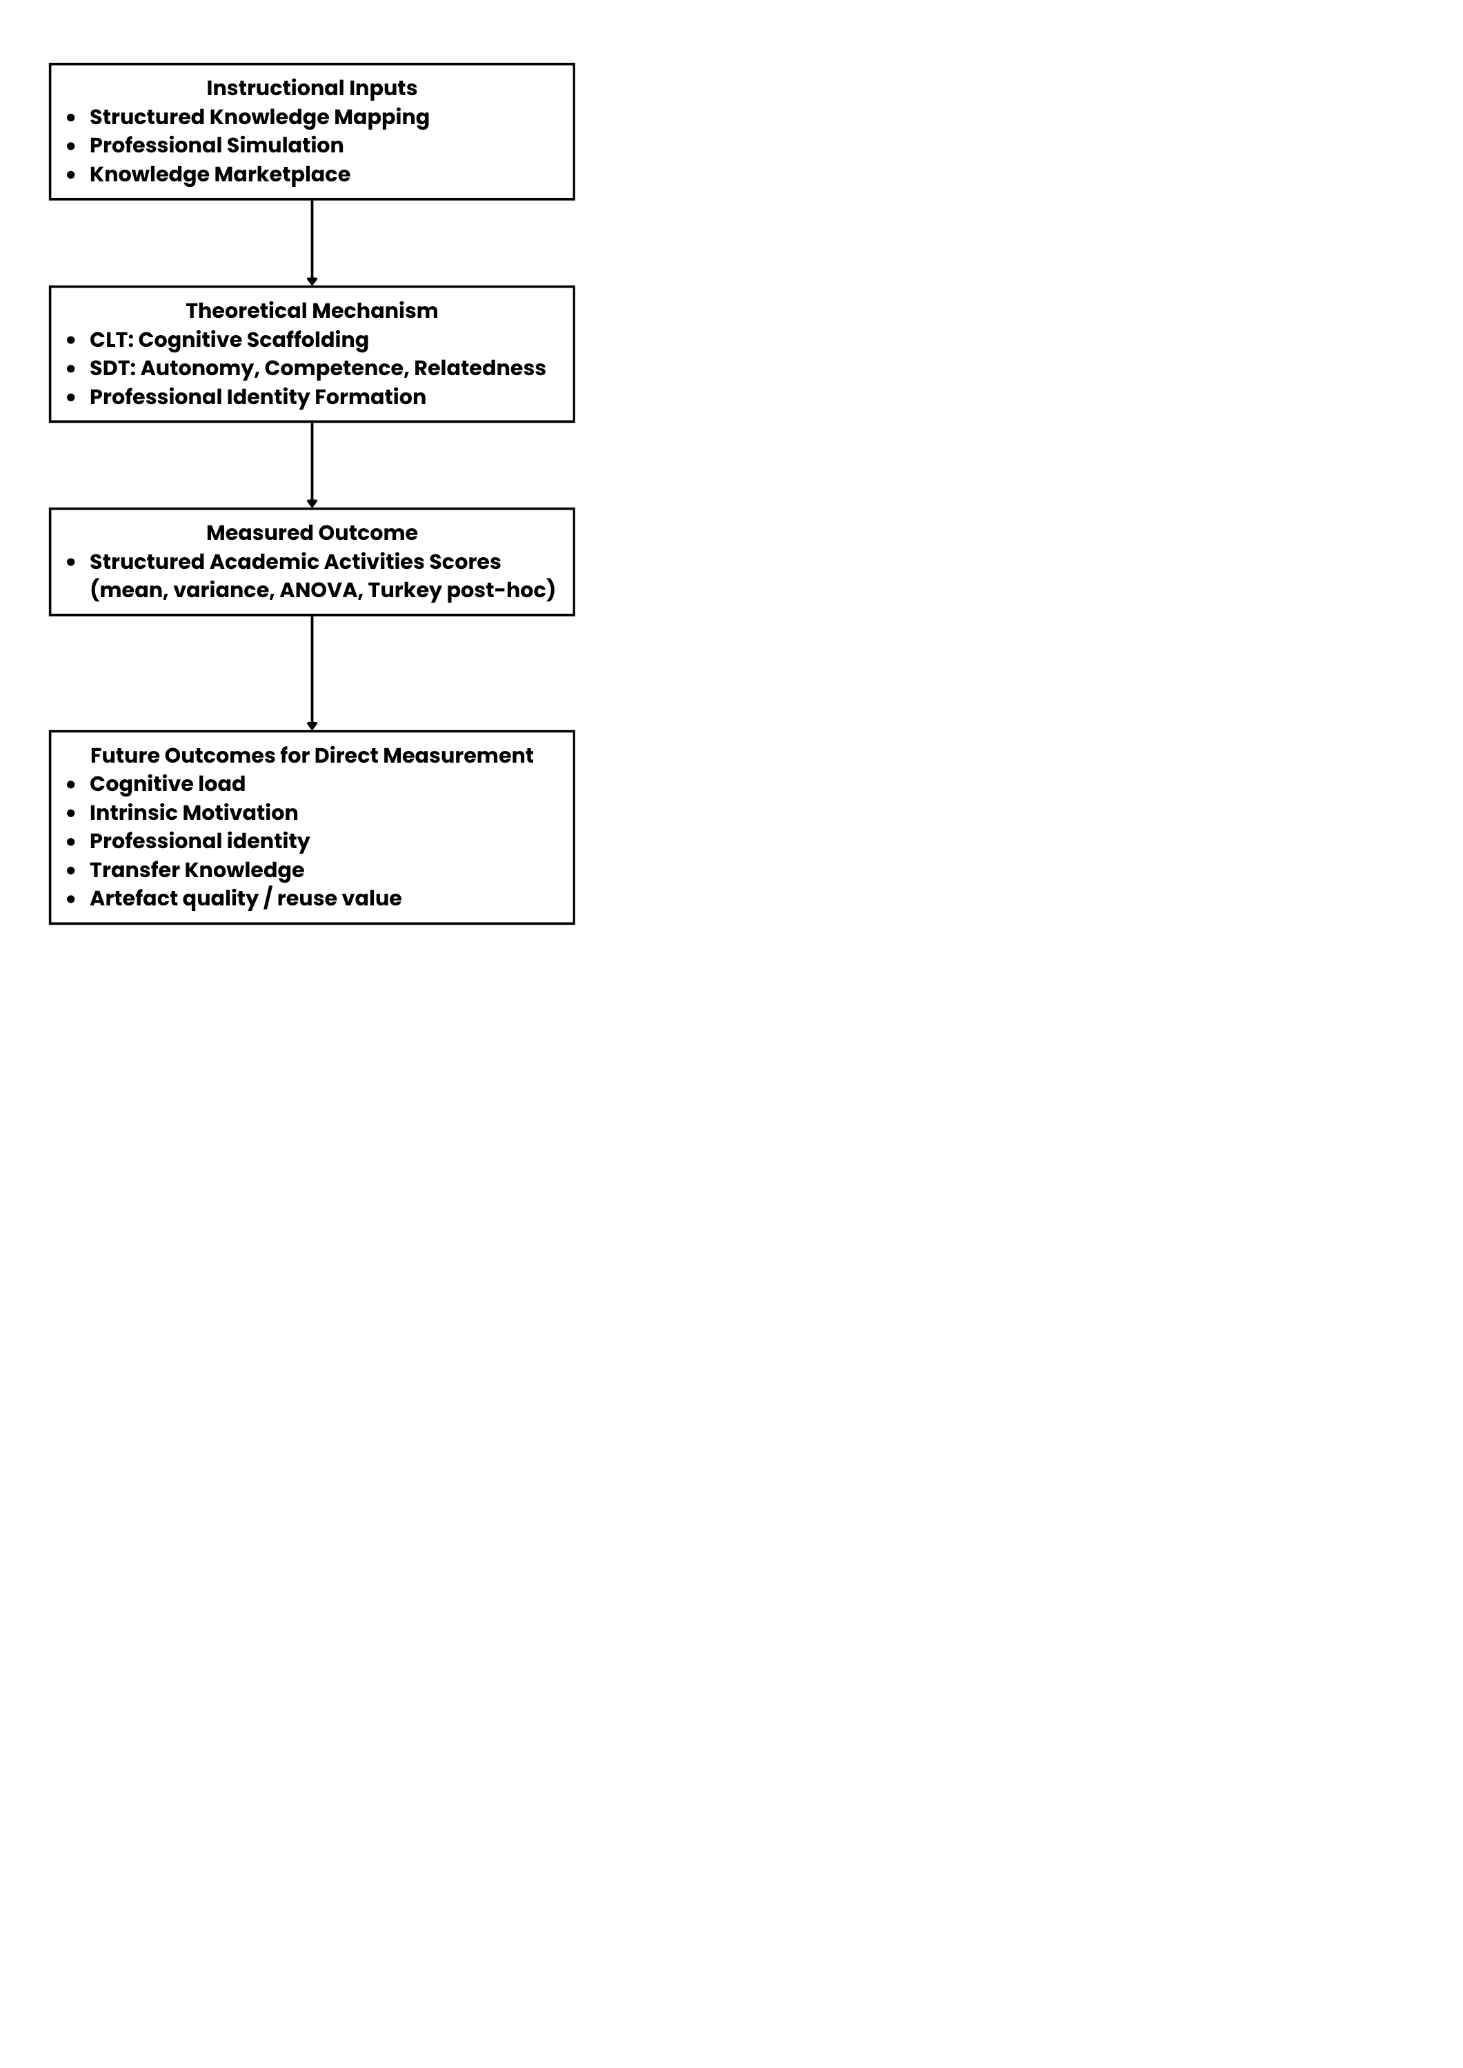 Instructional Inputs
• Structured Knowledge Mapping
• Professional Simulation
• Knowledge Marketplace
Theoretical Mechanism
• CLT: Cognitive Scaffolding
• SDT: Autonomy, Competence, Relatedness
• Professional Identity Formation
Measured Outcome
• Structured Academic Activities Scores
(mean, variance, ANOVA, Turkey post-hoc)
Future Outcomes for Direct Measurement
• Cognitive load
• Intrinsic Motivation
• Professional identity
• Transfer Knowledge
• Artefact quality / reuse value